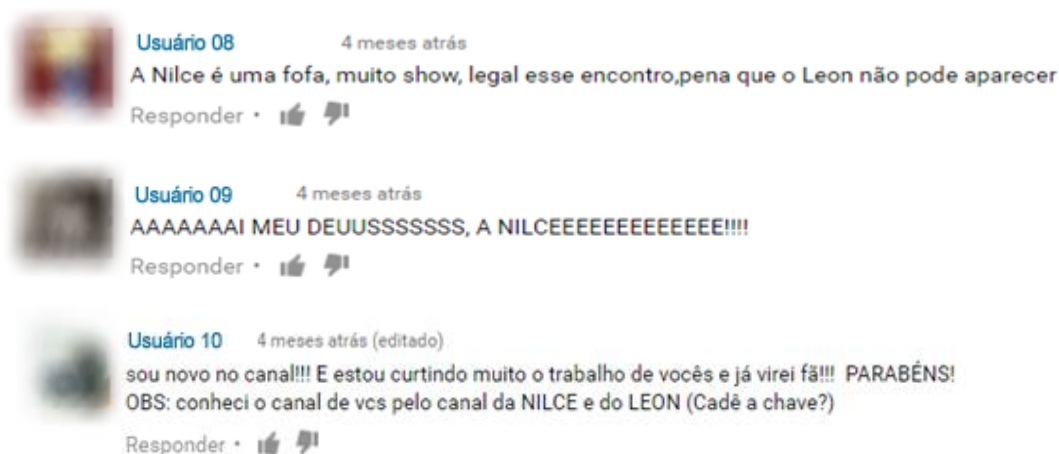 Usuário 08 4 meses atrás
A Nilce é uma fofa, muito show, legal esse encontro,pena que o Leon não pode aparecer
Responder •
Usuário 09 4 meses atrás
AAAAAAAI MEU DEUUSSSSSSS, A NILCEEEEEEEEEEEEEE!!!!
Responder •
Usuário 10 4 meses atrás (editado)
sou novo no canal!!! E estou curtindo muito o trabalho de vocês e já virei fã!!! PARABÉNS!
OBS: conheci o canal de vcs pelo canal da NILCE e do LEON (Cadê a chave?)
Responder •